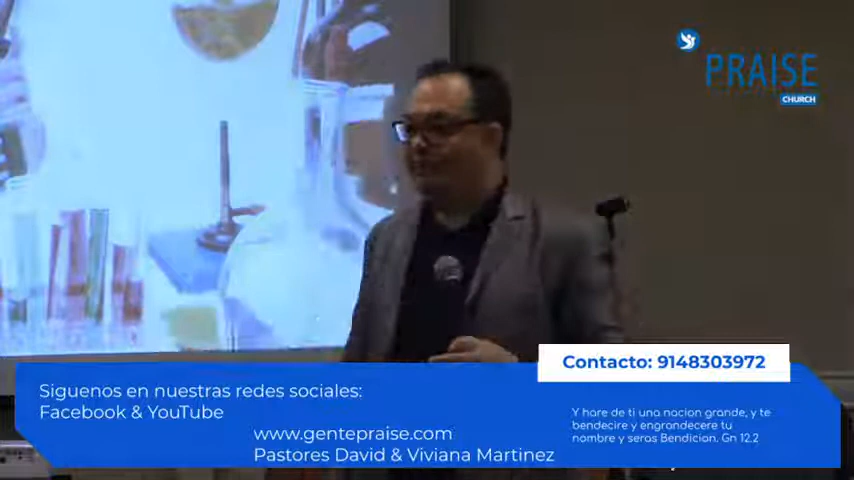 PRAISE
CHURCH
Contacto: 9148303972
Siguenos en nuestras redes sociales:
Facebook & YouTube
www.gentepraise.com
Pastores David & Viviana Martinez
Y hare de ti una nacion grande, y te
bendecire y engrandecere tu
nombre y seras Bendicion. Gn 12.2